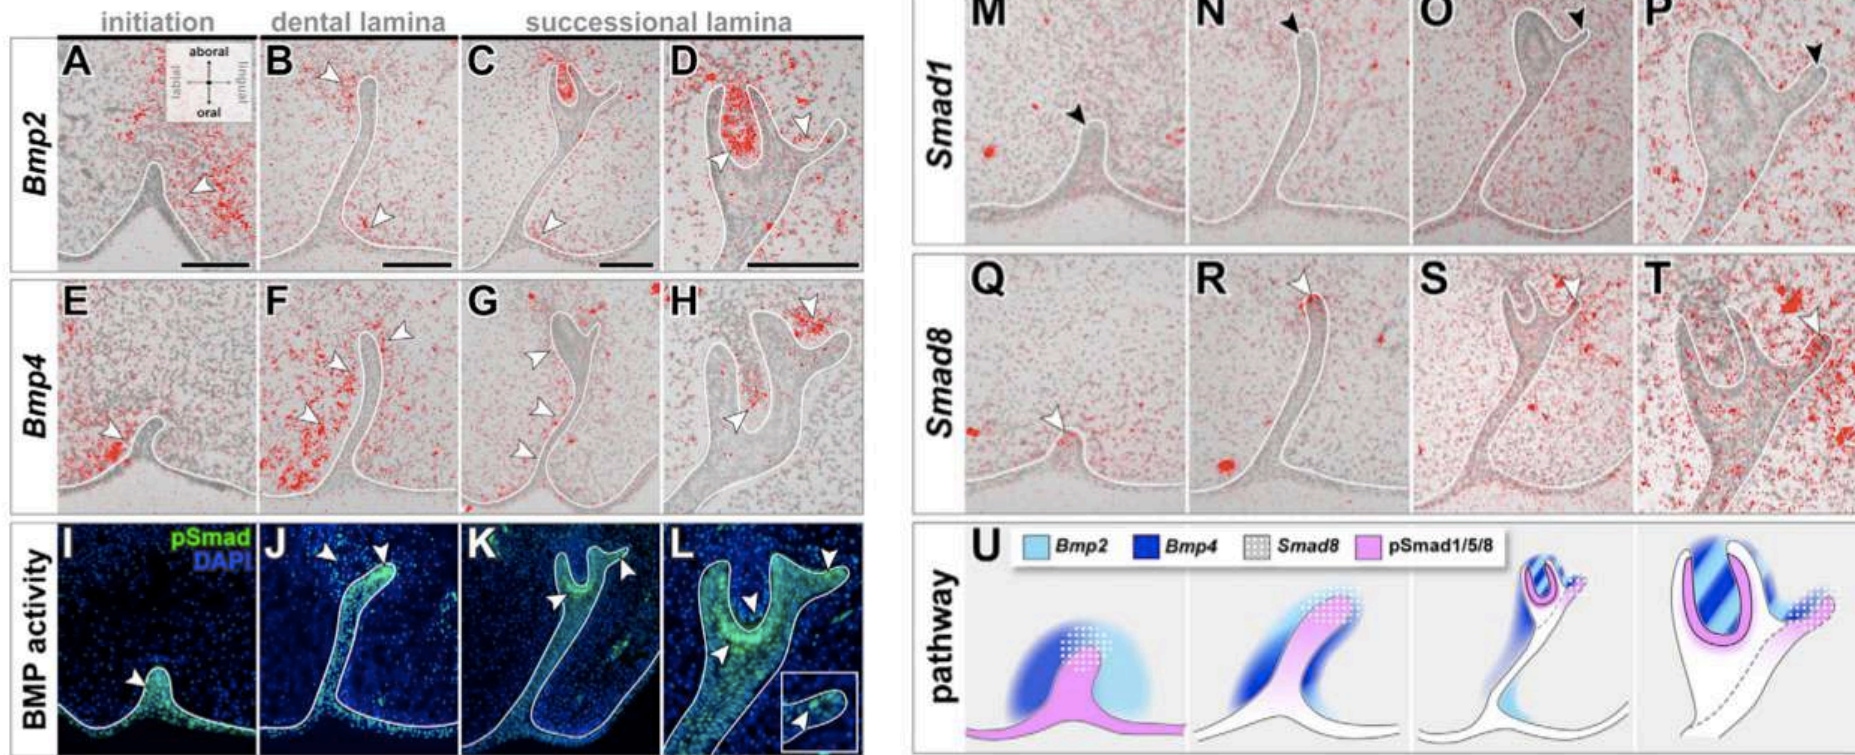 initiation
dental lamina
successional lamina
Bmp2
A
aboral
labial
lingual
oral
B
C
D
Bmp4
E
F
G
H
BMP activity
I
pSmad
DAPI
J
K
L
Smad1
M
N
O
P
Smad8
Q
R
S
T
pathway
U
Bmp2
Bmp4
Smad8
pSmad1/5/8